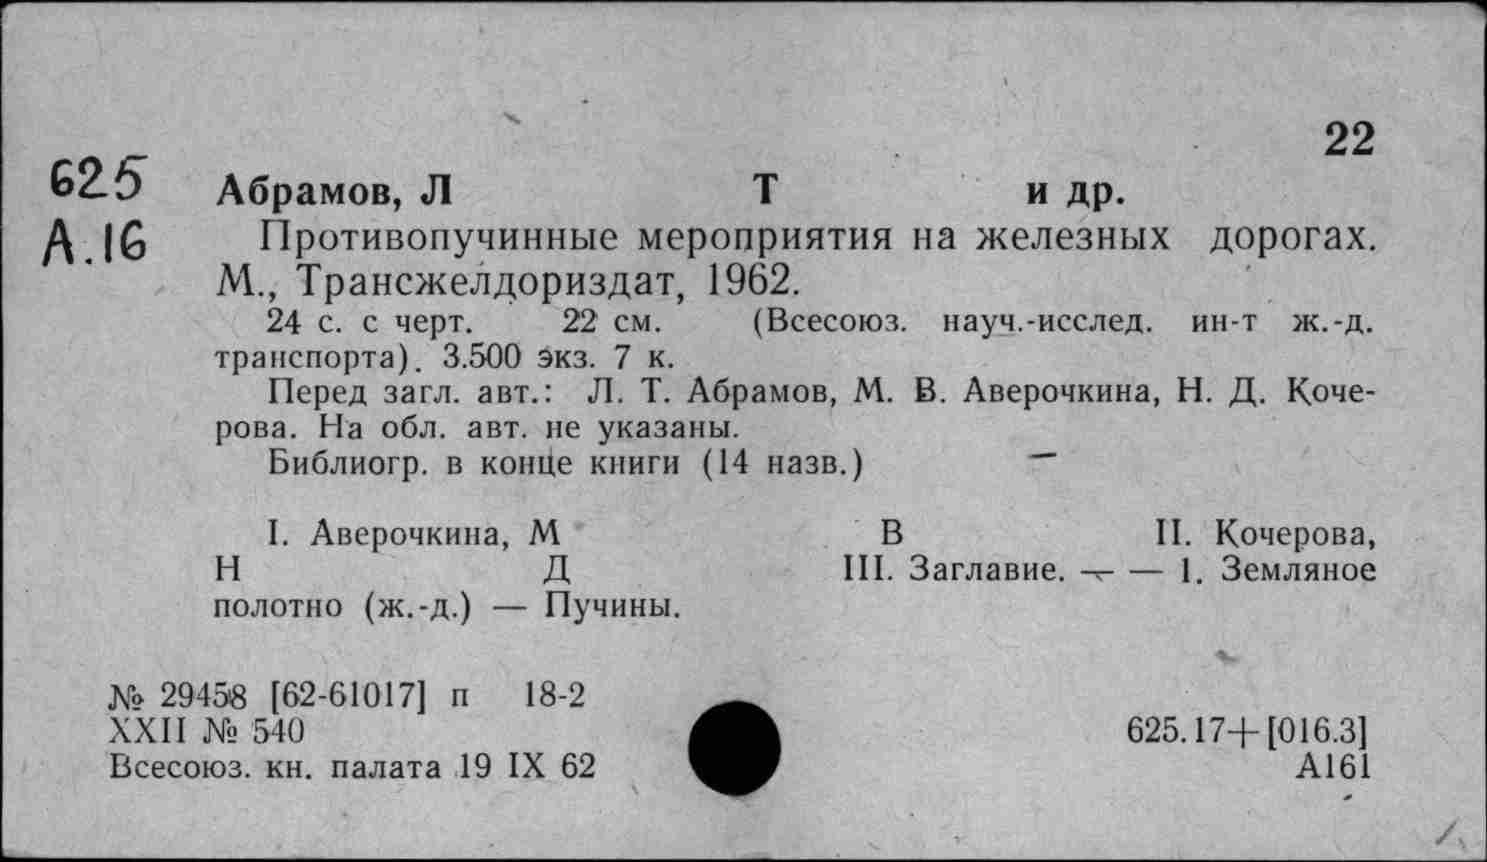 22
625 Абрамов, Л Т и др.
А.16 Противопучинные мероприятия на железных дорогах.
М., Трансжелдориздат, 1962.
24 с. с черт. 22 см. (Всесоюз. науч.-исслед. ин-т ж.-д.
транспорта). 3.500 экз. 7 к.
Перед загл. авт.: Л. Т. Абрамов, М. В. Аверочкина, Н. Д. Коче-
рова. На обл. авт. не указаны.
Библиогр. в конце книги (14 назв.) —
I. Аверочкина, М В II. Кочерова,
Н Д III. Заглавие. — — 1. Земляное
полотно (ж.-д.) — Пучины.
№ 29458 [62-61017] п 18-2
XXII № 540 625.17+[016.3]
Всесоюз. кн. палата 19 IX 62 А161